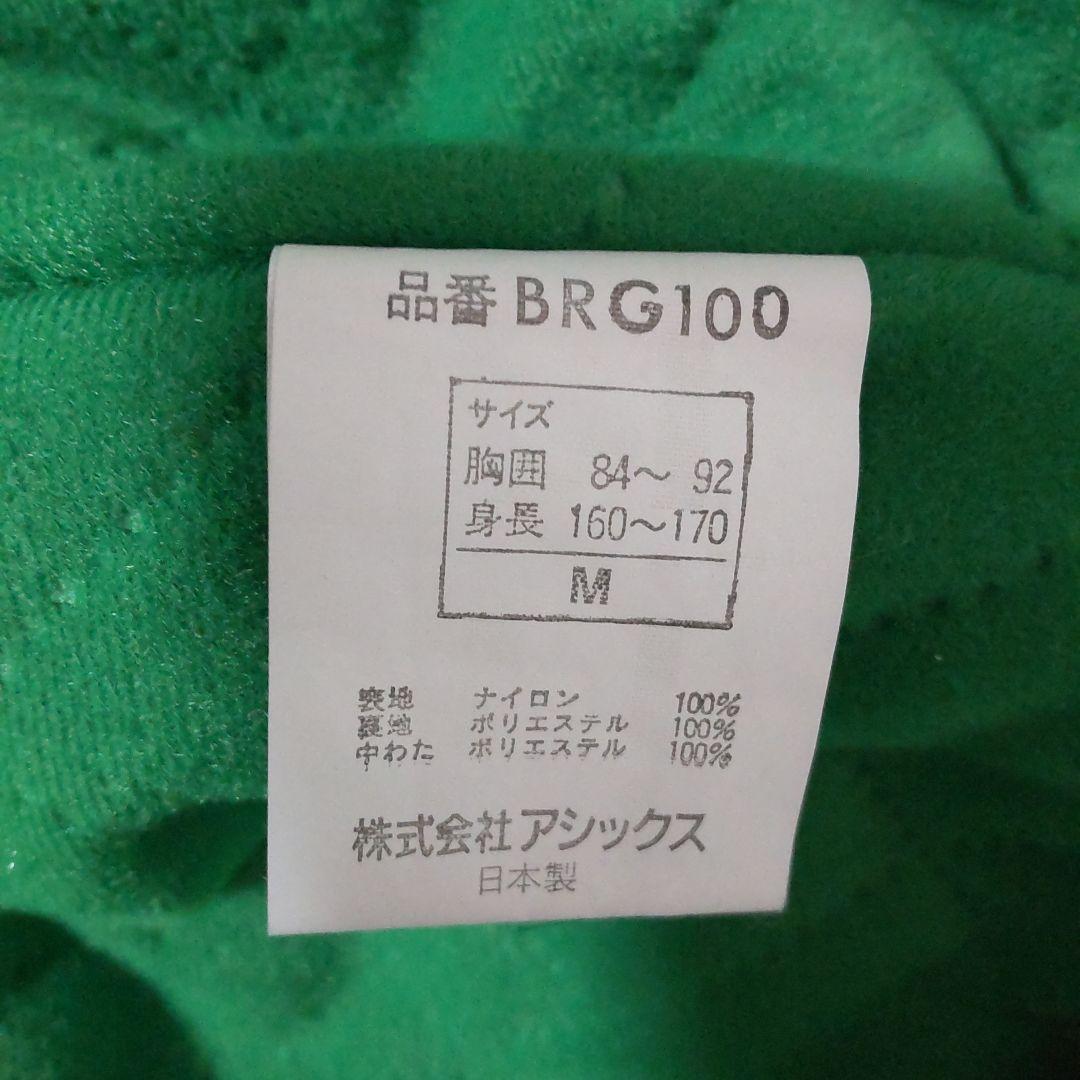 品番 BRG100
サイズ
胸囲 84～ 92
身長 160～170
M
表地 ナイロン 100%
裏地 ポリエステル 100%
中わた ポリエステル 100%
株式会社アシックス
日本製